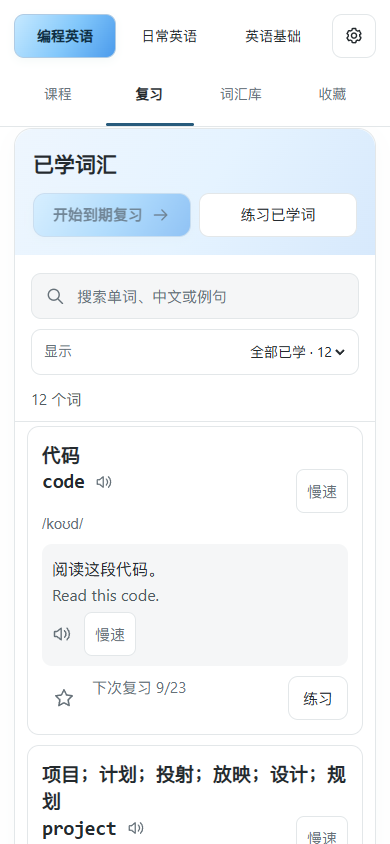 编程英语 日常英语 英语基础
课程 复习 词汇库 收藏
已学词汇
开始到期复习 → 练习已学词
搜索单词、中文或例句
显示 全部已学 · 12
12 个词
代码
code
慢速
/koʊd/
阅读这段代码。
Read this code.
慢速
下次复习 9/23 练习
项目；计划；投射；放映；设计；规
划
project
慢速